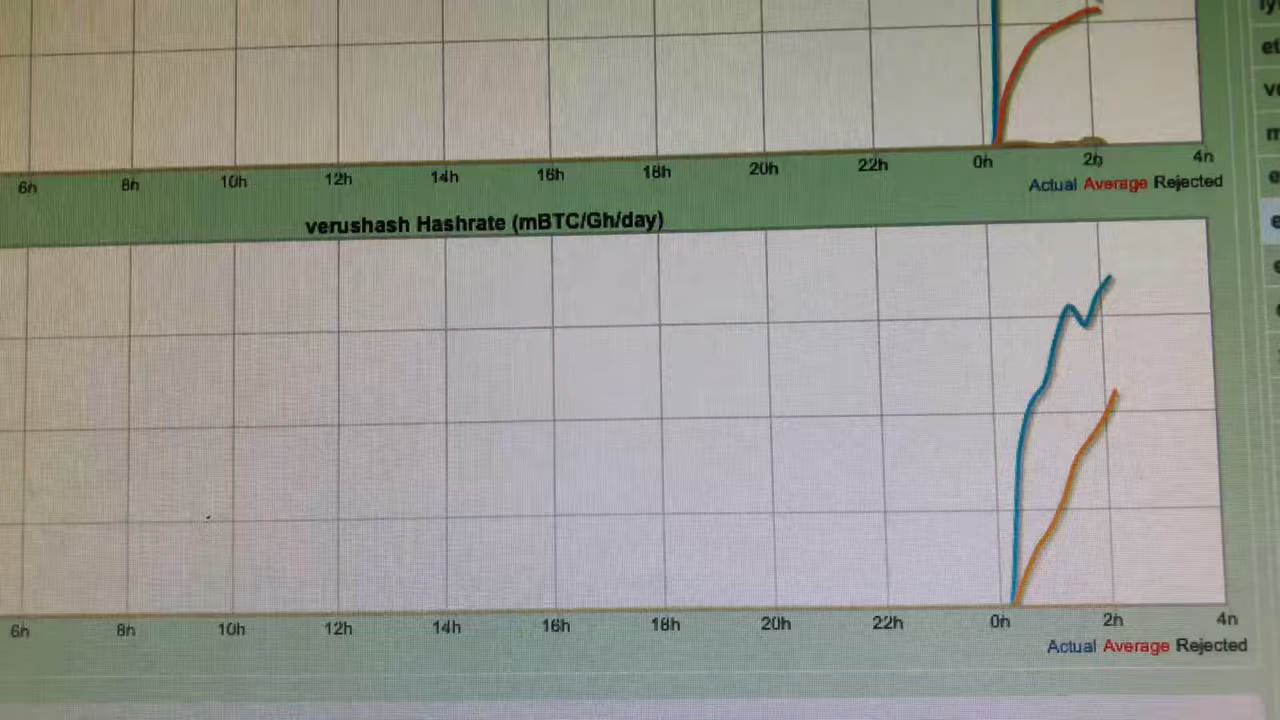 6h 8h 10h 12h 14h 16h 18h 20h 22h 0h 2h 4h
Actual Average Rejected
verushash Hashrate (mBTC/Gh/day)
6h 8h 10h 12h 14h 16h 18h 20h 22h 0h 2h 4h
Actual Average Rejected
et